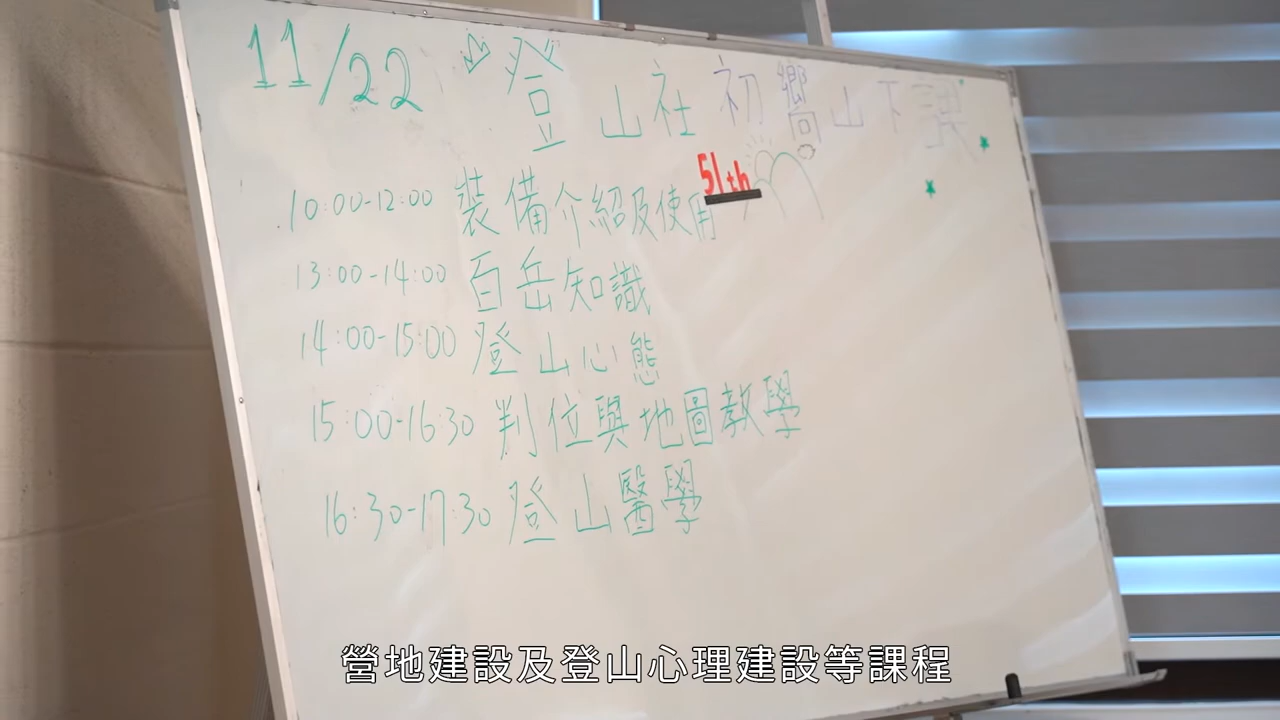 11/22 登山社初嚮山下課
51th
10:00-12:00 裝備介紹及使用
13:00-14:00 百岳知識
14:00-15:00 登山心態
15:00-16:30 判位與地圖教學
16:30-17:30 登山醫學
營地建設及登山心理建設等課程